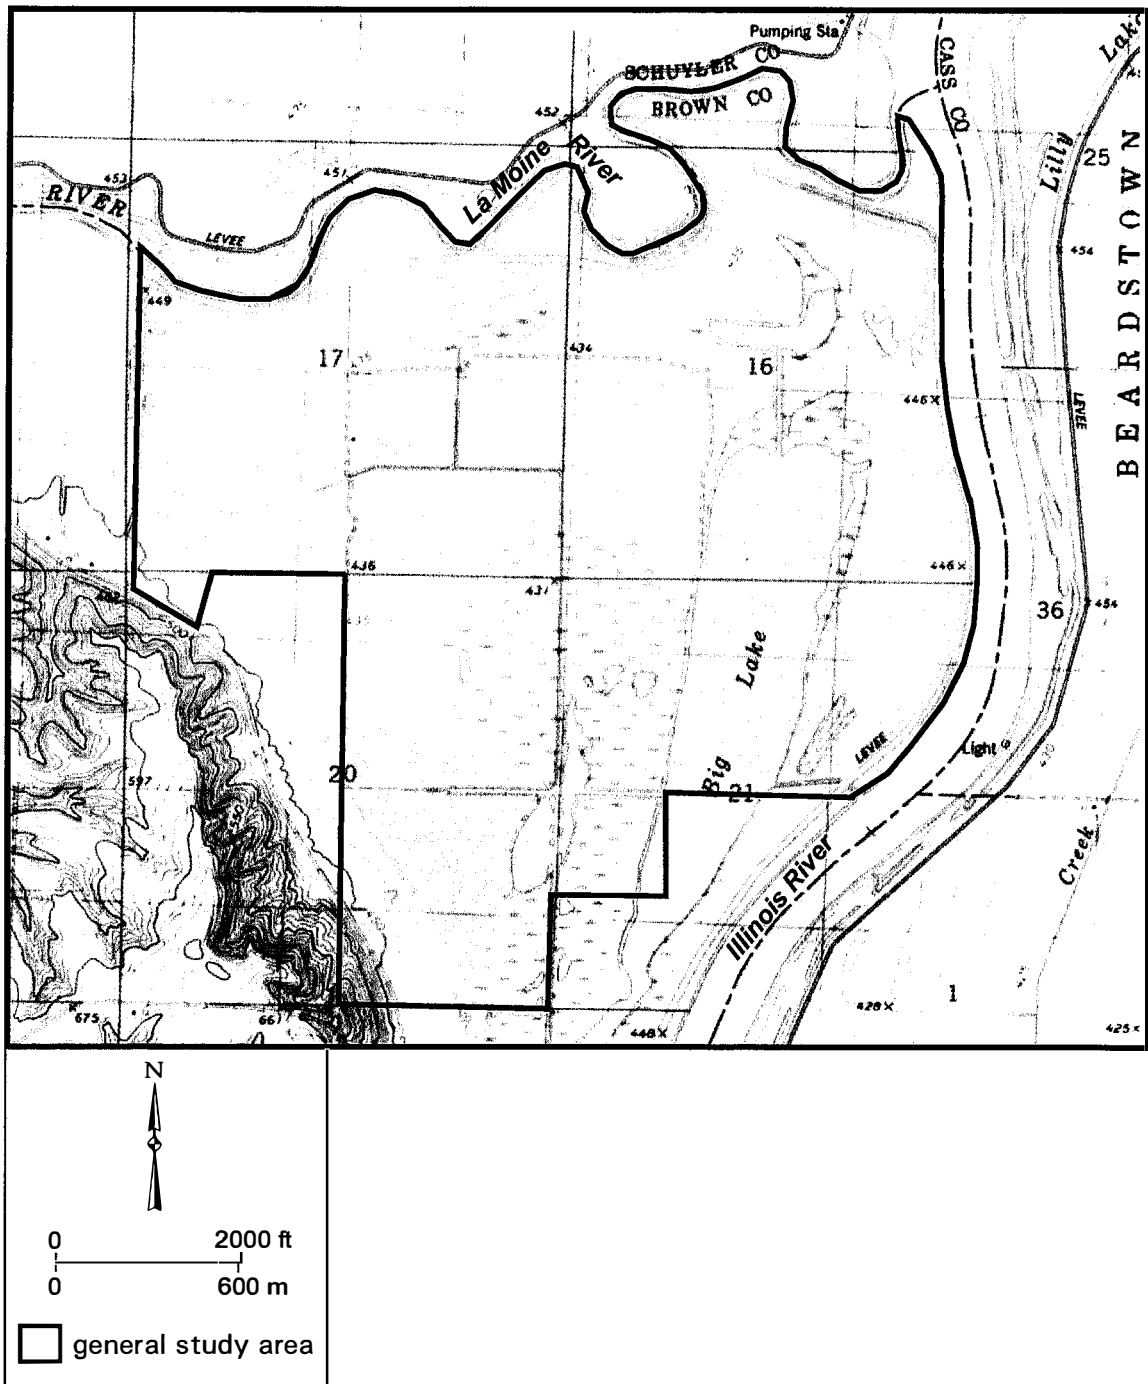 Pumping Sta
Lake
SCHUYLER CO
CASS CO
BROWN CO
452
La Moine River
Lilly
25
BEARDSTOWN
453
451
RIVER
LEVEE
454
449
434
17
16
446
LEVEE
436
446
431
454
36
Lake
Light
LEVEE
597
20
Big
21
Illinois River
Creek
675
661
448
428
1
425
N
0 2000 ft
0 600 m
general study area